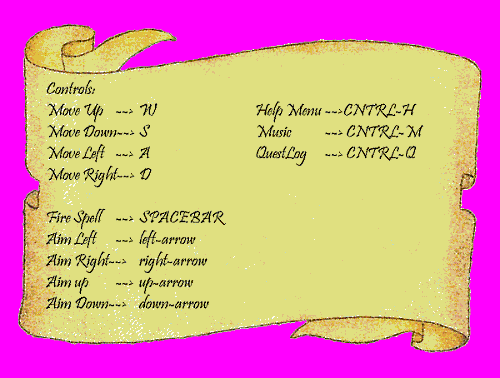 Controls:
Move Up --> W
Move Down--> S
Move Left --> A
Move Right--> D
Help Menu -->CNTRL-H
Music --> CNTRL-M
QuestLog --> CNTRL-Q
Fire Spell --> SPACEBAR
Aim Left --> left-arrow
Aim Right--> right-arrow
Aim up --> up-arrow
Aim Down--> down-arrow